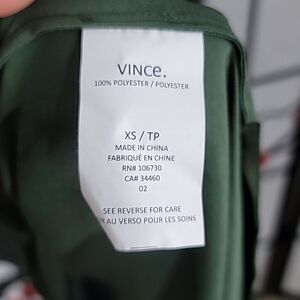 VINCE.
100% POLYESTER / POLYESTER
XS / TP
MADE IN CHINA
FABRIQUÉ EN CHINE
RN# 106730
CA# 34460
02
SEE REVERSE FOR CARE
AU VERSO POUR LES SOINS